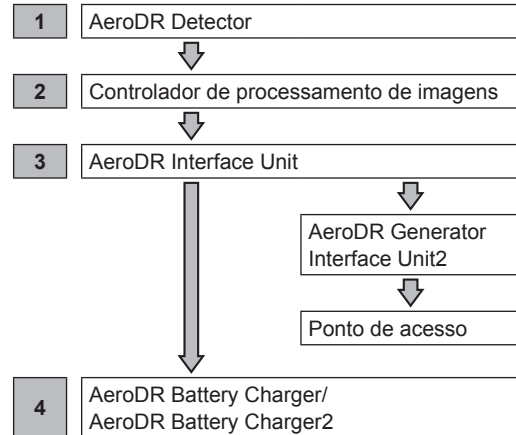 1
AeroDR Detector
2
Controlador de processamento de imagens
3
AeroDR Interface Unit
AeroDR Generator
Interface Unit2
Ponto de acesso
4
AeroDR Battery Charger/
AeroDR Battery Charger2